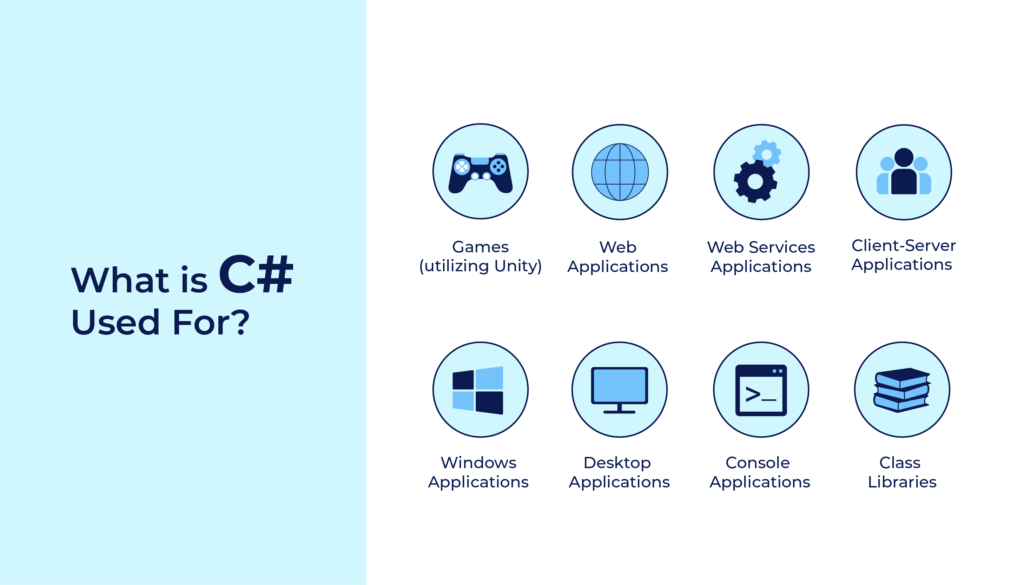 What is C#
Used For?
Games
(utilizing Unity)
Web
Applications
Web Services
Applications
Client-Server
Applications
>_
Windows
Applications
Desktop
Applications
Console
Applications
Class
Libraries